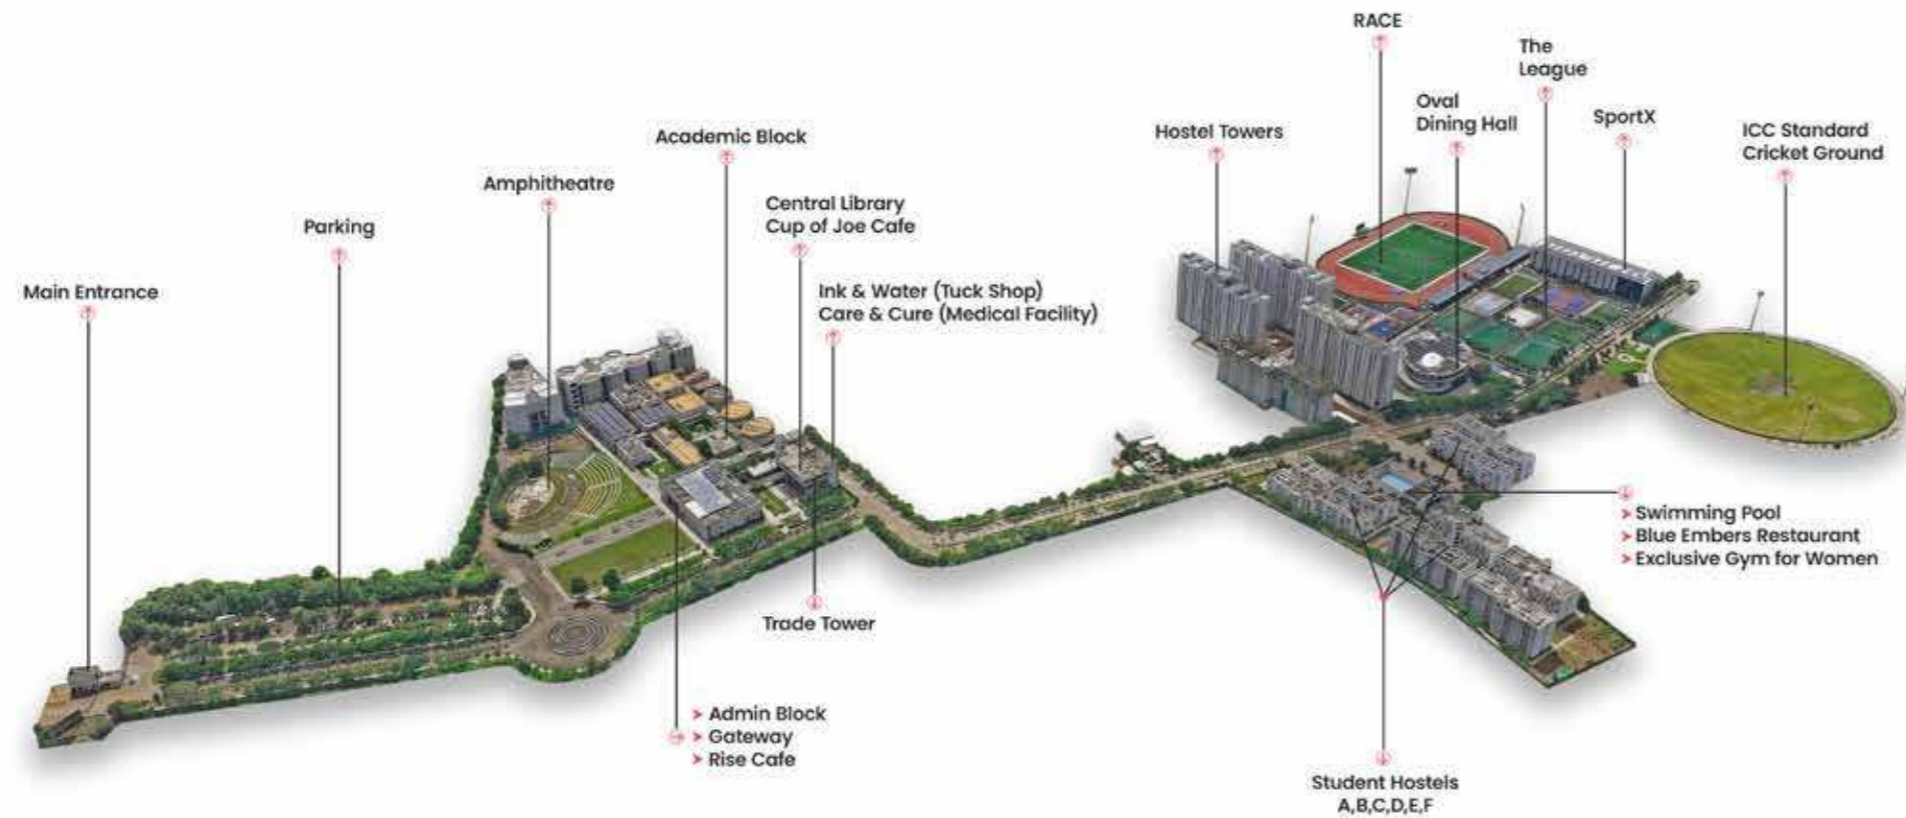 RACE
The
League
Oval
Dining Hall
SportX
Hostel Towers
ICC Standard
Cricket Ground
Academic Block
Amphitheatre
Central Library
Cup of Joe Cafe
Parking
Main Entrance
Ink & Water (Tuck Shop)
Care & Cure (Medical Facility)
Swimming Pool
Blue Embers Restaurant
Exclusive Gym for Women
Trade Tower
Admin Block
Gateway
Rise Cafe
Student Hostels
A,B,C,D,E,F